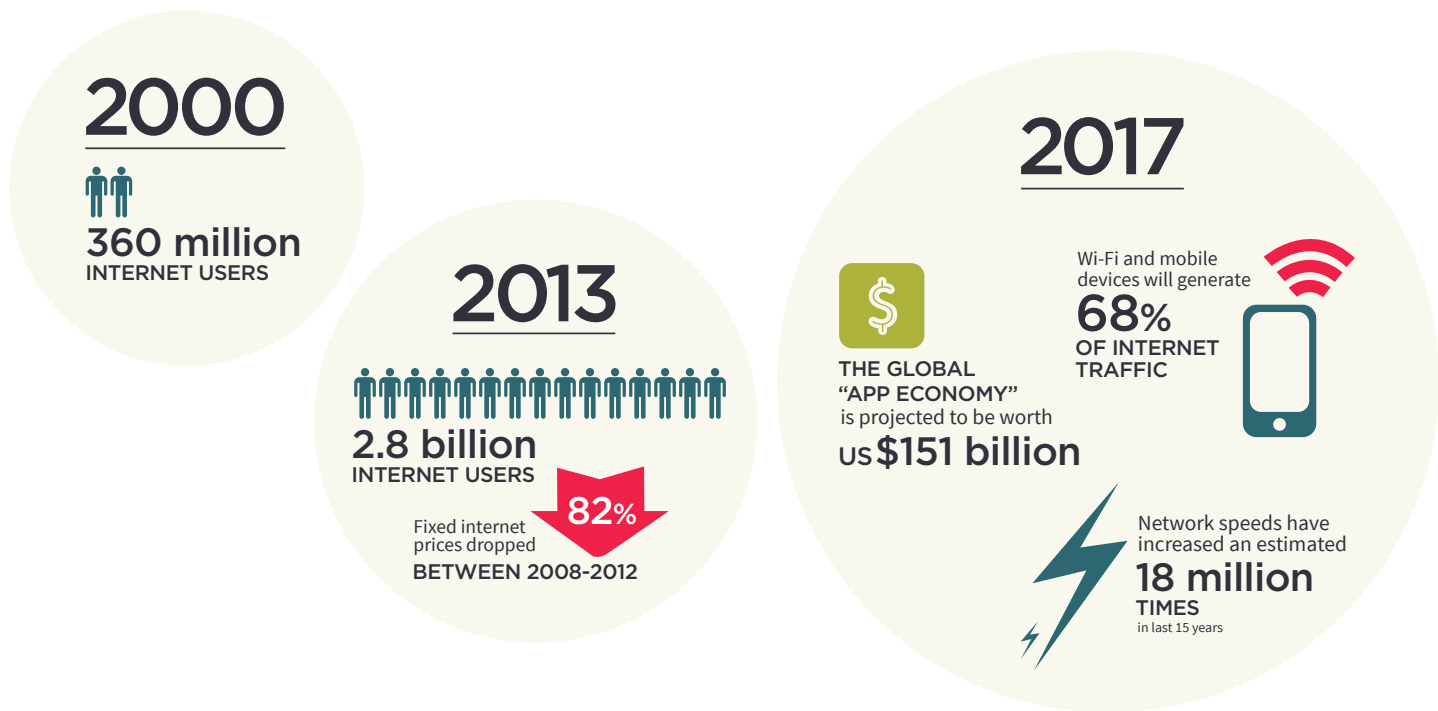 2000
360 million
INTERNET USERS
2013
2.8 billion
INTERNET USERS
82%
Fixed internet
prices dropped
BETWEEN 2008-2012
2017
$
THE GLOBAL
“APP ECONOMY”
is projected to be worth
US $151 billion
Wi-Fi and mobile
devices will generate
68%
OF INTERNET
TRAFFIC
Network speeds have
increased an estimated
18 million
TIMES
in last 15 years